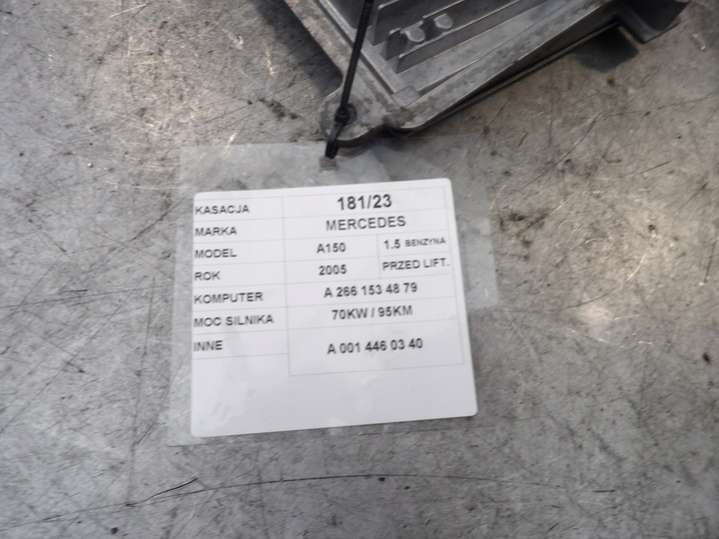 KASACJA 181/23
MARKA MERCEDES
MODEL A150 1.5 BENZYNA
ROK 2005 PRZED LIFT.
KOMPUTER A 266 153 48 79
MOC SILNIKA 70KW / 95KM
INNE A 001 446 03 40